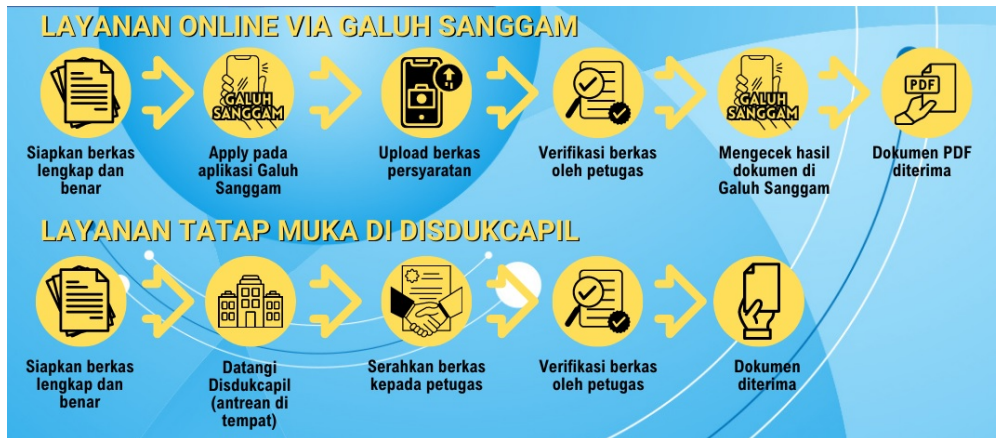 LAYANAN ONLINE VIA GALUH SANGGAM
GALUH
SANGGAM
GALUH
SANGGAM
PDF
Siapkan berkas
lengkap dan
benar
Apply pada
aplikasi Galuh
Sanggam
Upload berkas
persyaratan
Verifikasi berkas
oleh petugas
Mengecek hasil
dokumen di
Galuh Sanggam
Dokumen PDF
diterima
LAYANAN TATAP MUKA DI DISDUKCAPIL
Siapkan berkas
lengkap dan
benar
Datangi
Disdukcapil
(antrean di
tempat)
Serahkan berkas
kepada petugas
Verifikasi berkas
oleh petugas
Dokumen
diterima